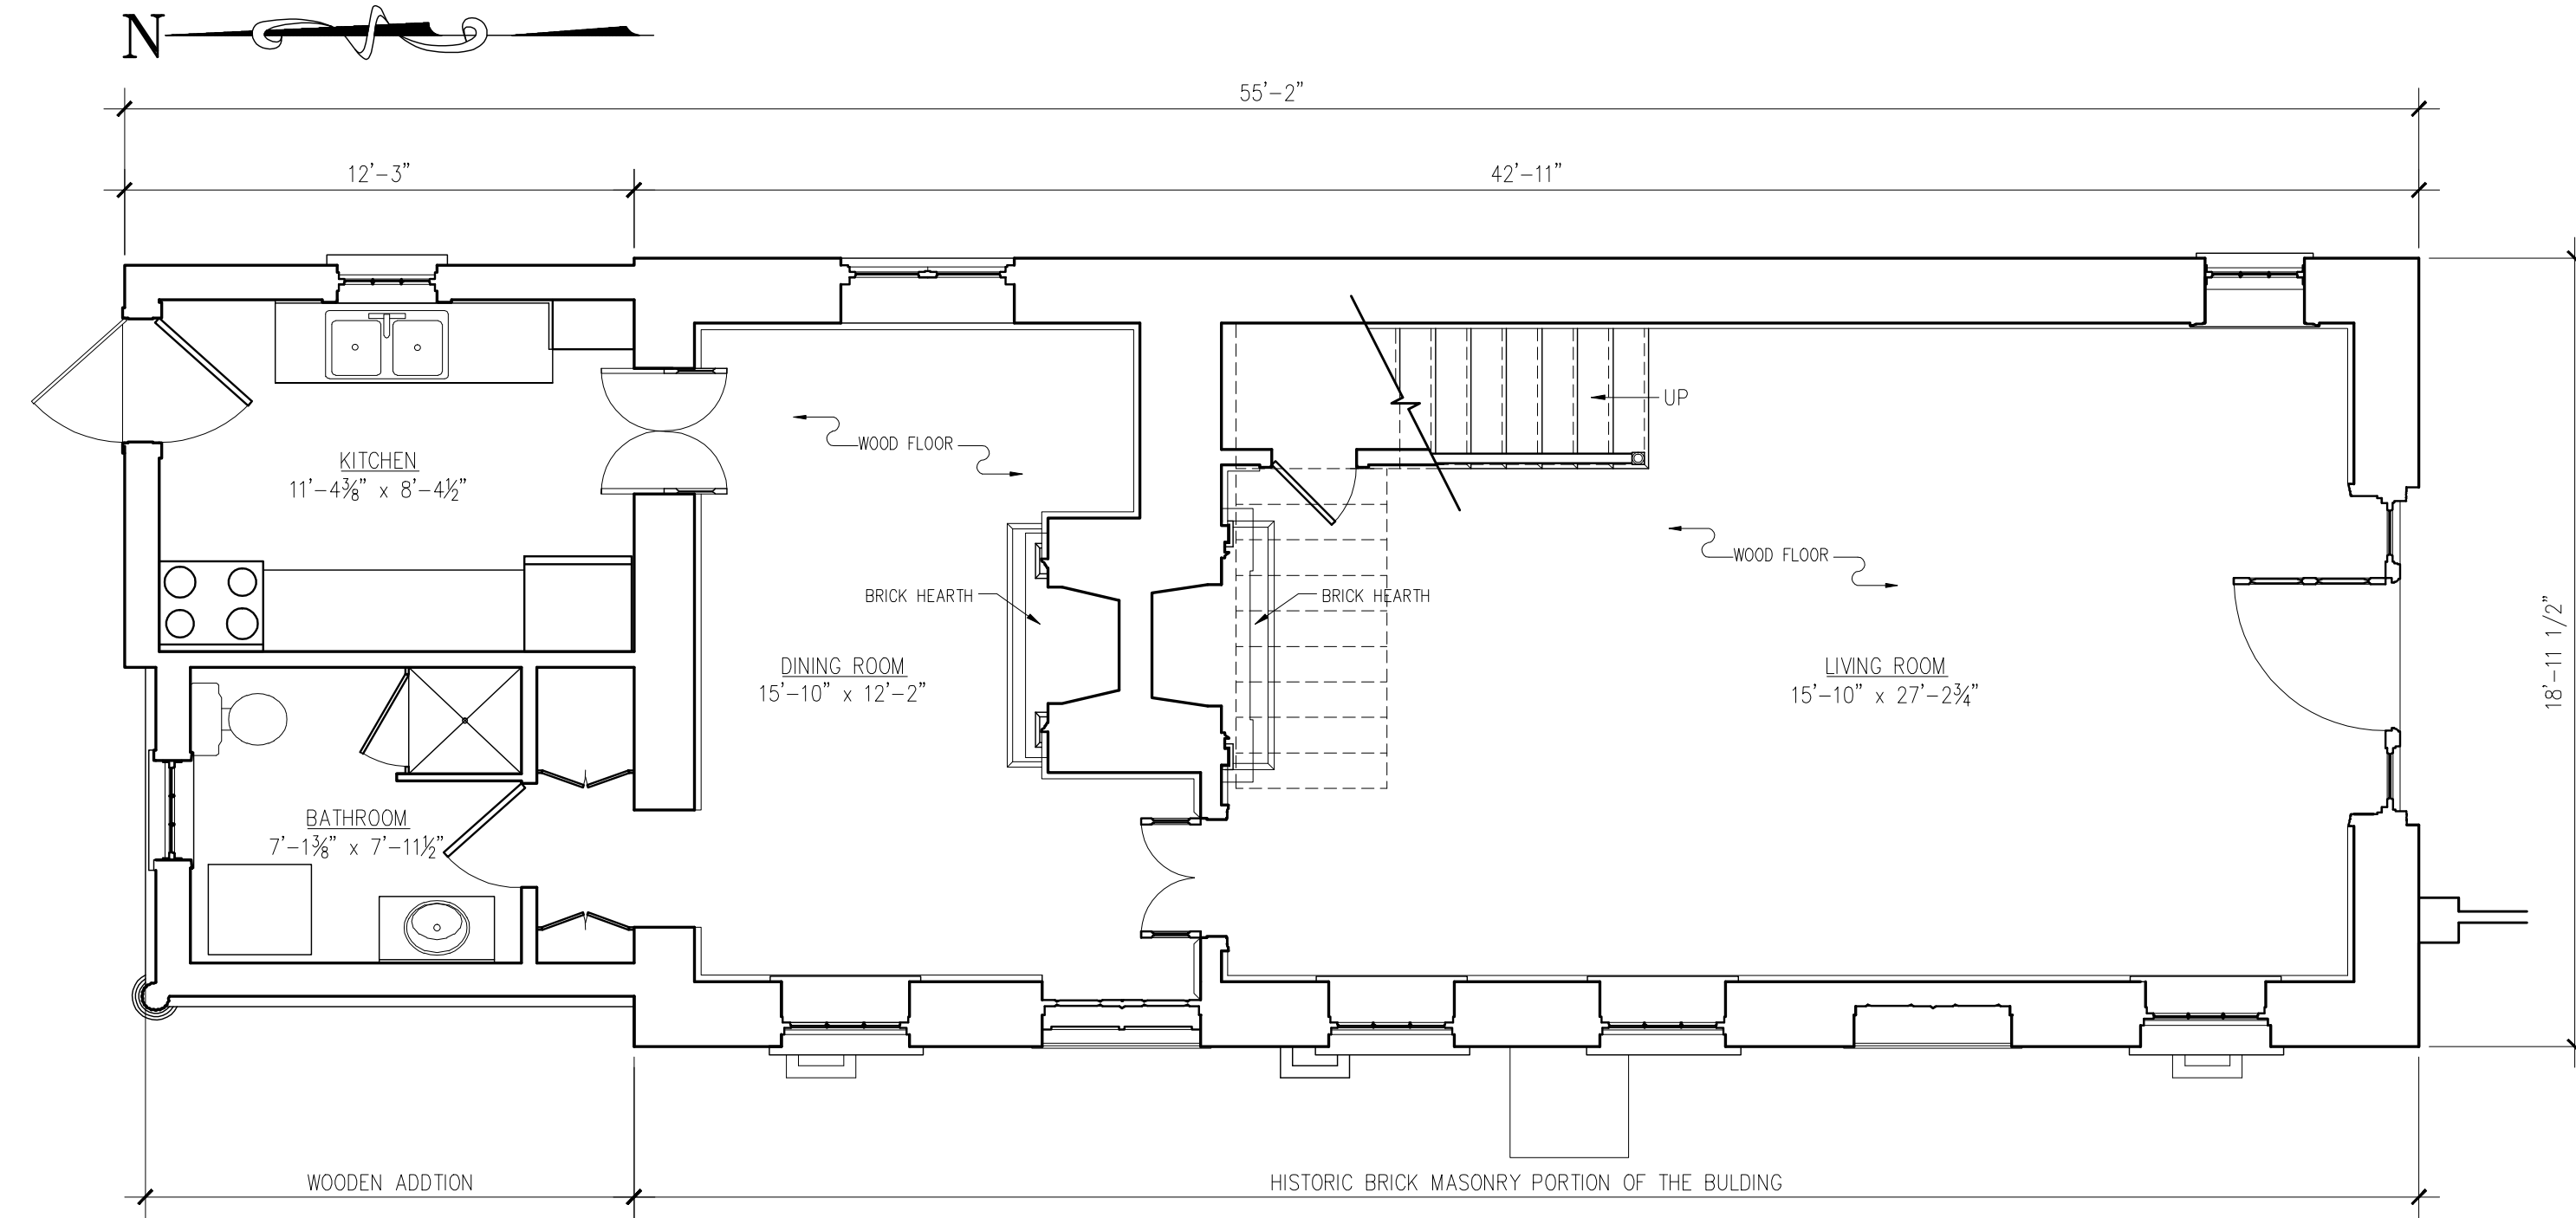 N
55'-2"
12'-3"
42'-11"
UP
WOOD FLOOR
KITCHEN
11'-4⅜" x 8'-4½"
WOOD FLOOR
BRICK HEARTH
BRICK HEARTH
18'-11 1/2"
DINING ROOM
15'-10" x 12'-2"
LIVING ROOM
15'-10" x 27'-2¾"
BATHROOM
7'-1⅜" x 7'-11½"
WOODEN ADDTION
HISTORIC BRICK MASONRY PORTION OF THE BULDING